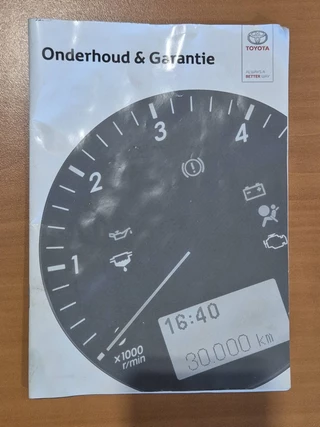 Onderhoud & Garantie
TOYOTA
ALWAYS A
BETTER WAY
4
3
2
1
x1000
r/min
16:40
30.000 km